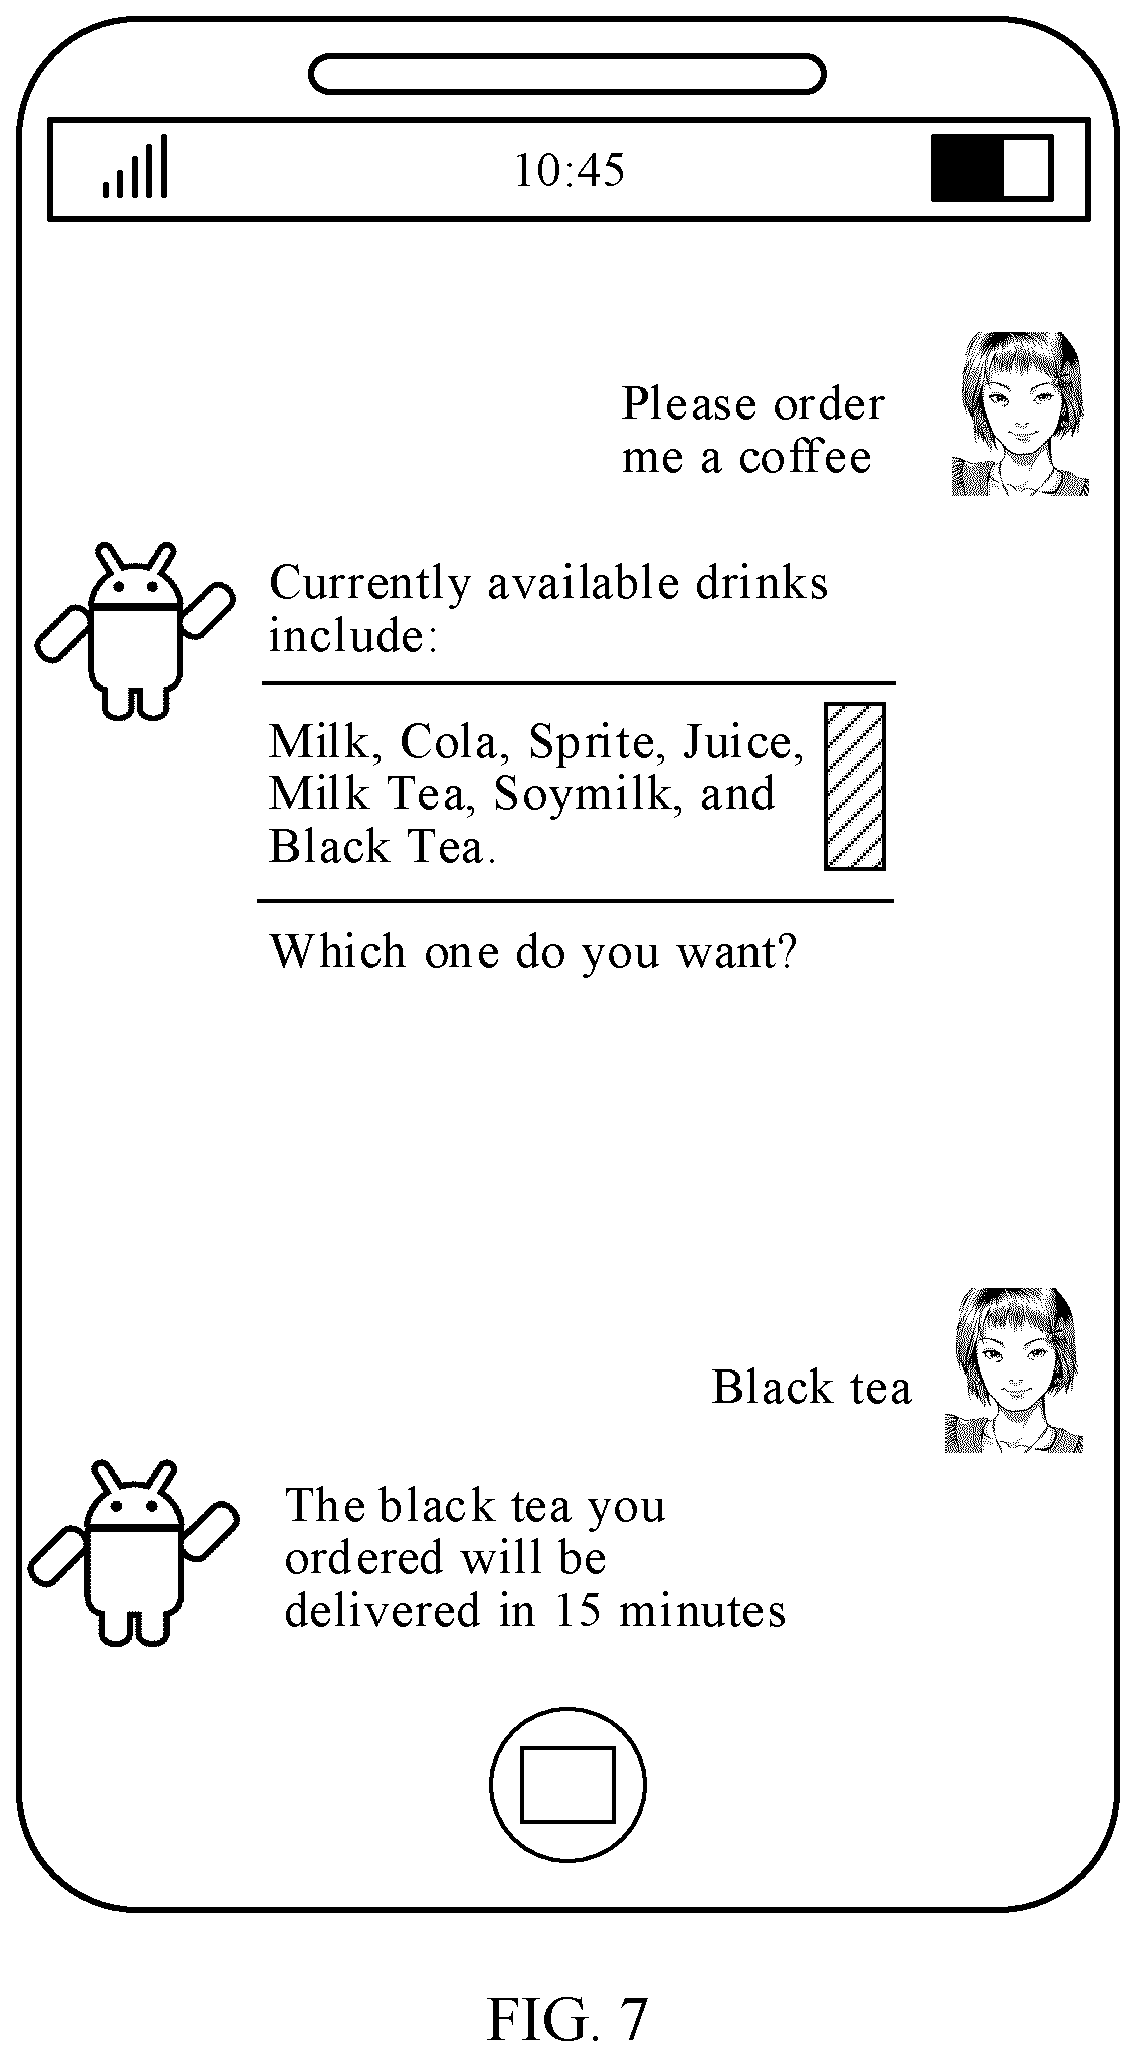 10:45
Please order
me a coffee
Currently available drinks
include:
Milk, Cola, Sprite, Juice,
Milk Tea, Soymilk, and
Black Tea.
Which one do you want?
Black tea
The black tea you
ordered will be
delivered in 15 minutes
FIG. 7